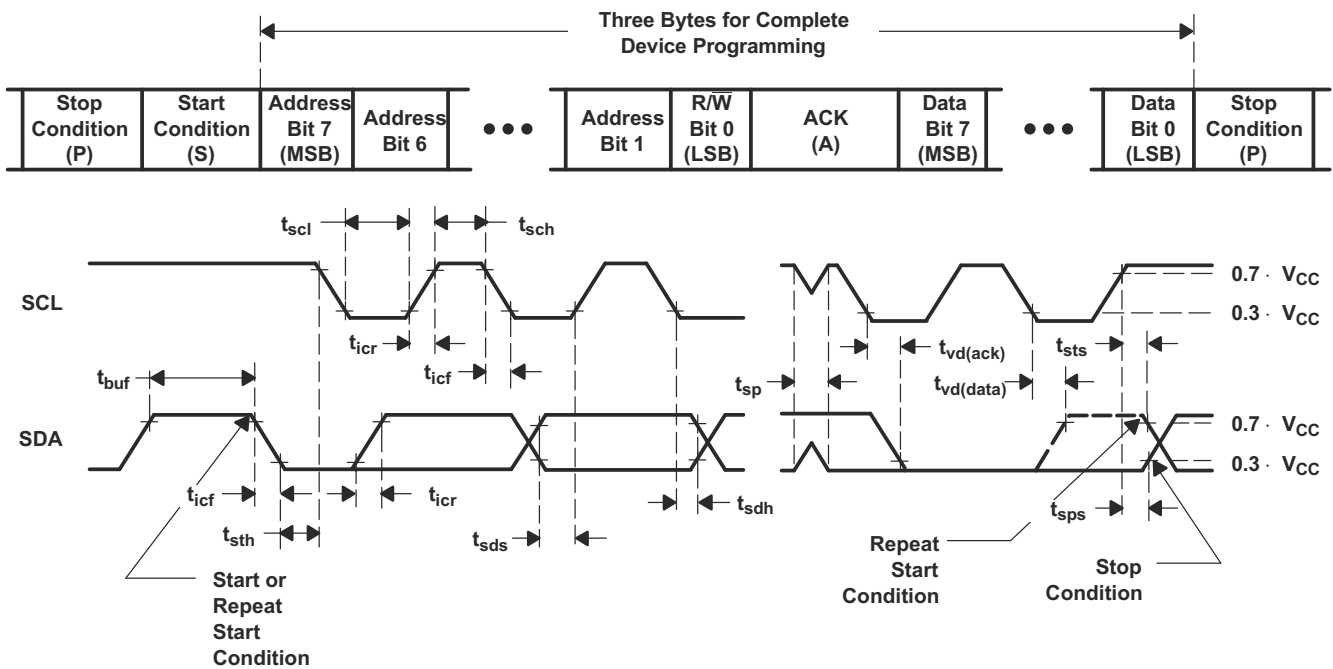 Three Bytes for Complete
Device Programming
Stop
Condition
(P)
Start
Condition
(S)
Address
Bit 7
(MSB)
Address
Bit 6
•••
Address
Bit 1
R/W̅
Bit 0
(LSB)
ACK
(A)
Data
Bit 7
(MSB)
•••
Data
Bit 0
(LSB)
Stop
Condition
(P)
tscl
tsch
SCL
0.7 · VCC
0.3 · VCC
ticr
ticf
tvd(ack)
tsts
tbuf
tsp
tvd(data)
SDA
0.7 · VCC
0.3 · VCC
ticf
ticr
tsdh
tsps
tsth
tsds
Repeat
Start
Condition
Stop
Condition
Start or
Repeat
Start
Condition